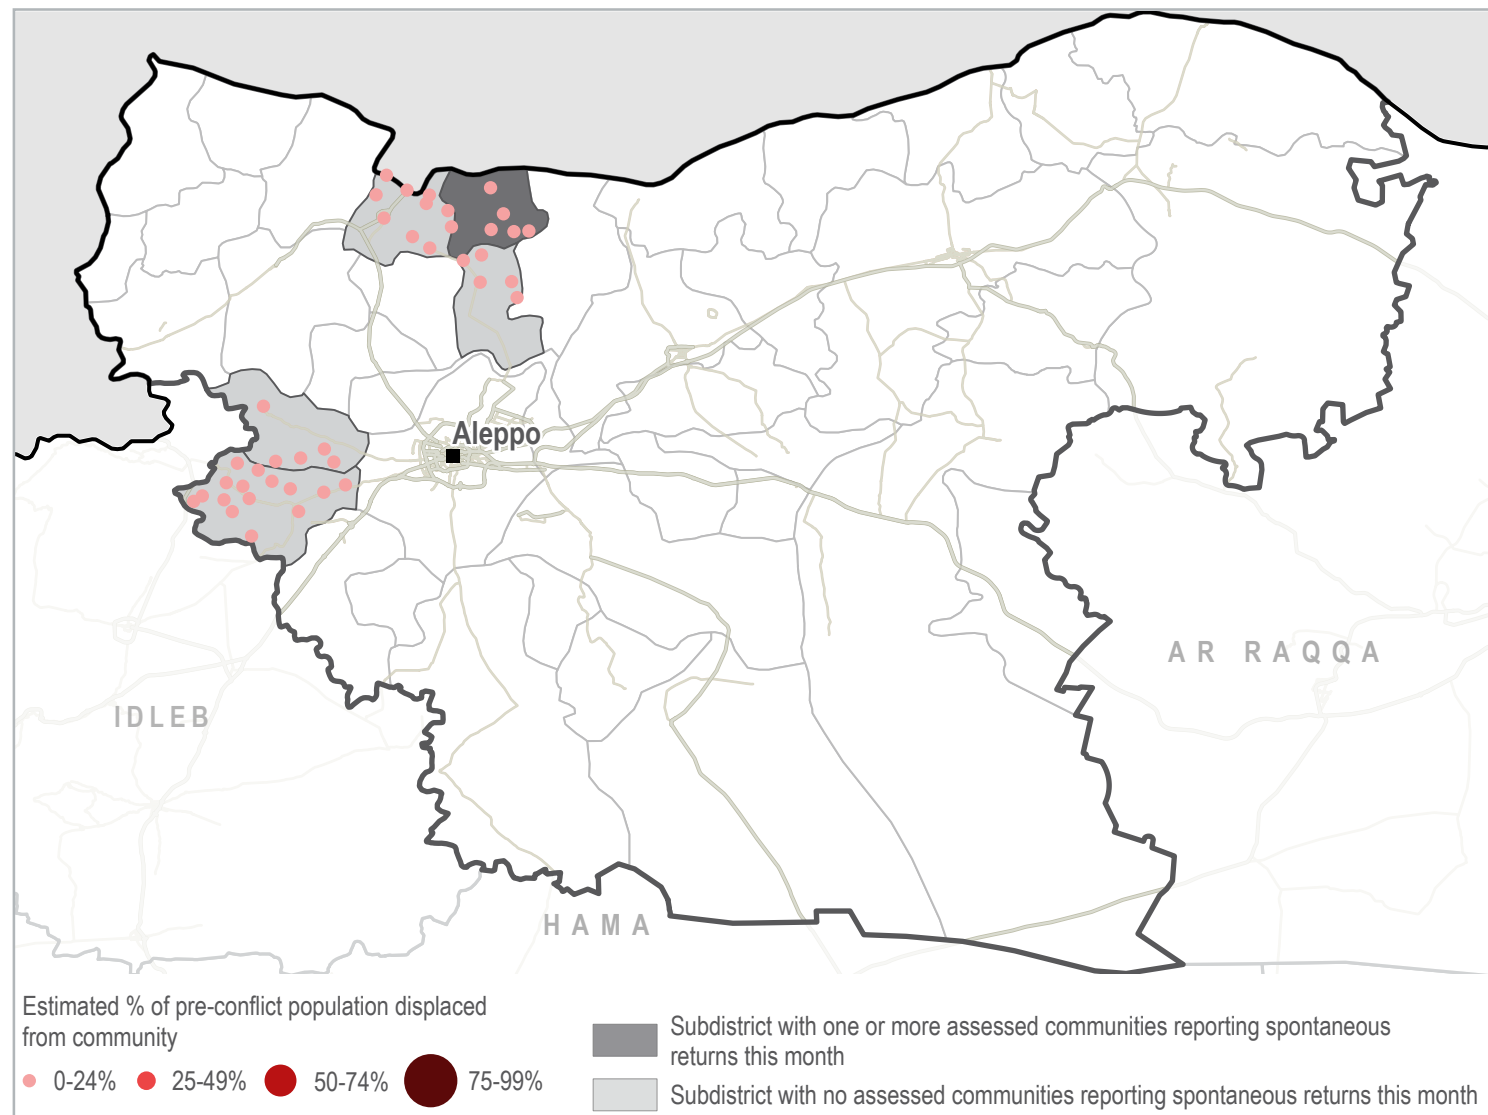 Aleppo
AR RAQQA
IDLEB
HAMA
Estimated % of pre-conflict population displaced
from community
0-24%
25-49%
50-74%
75-99%
Subdistrict with one or more assessed communities reporting spontaneous
returns this month
Subdistrict with no assessed communities reporting spontaneous returns this month